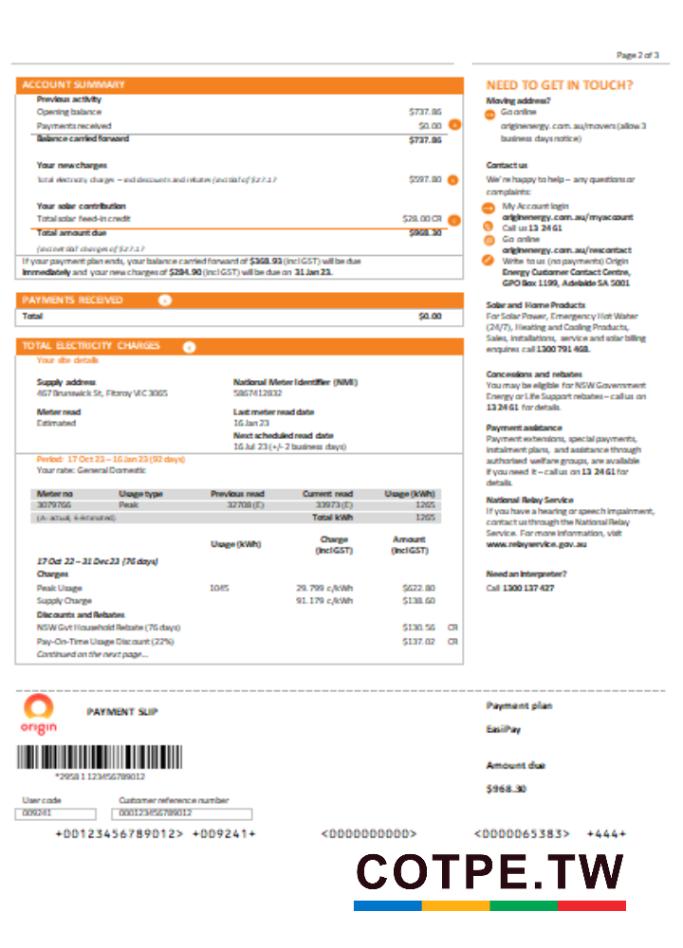 Page 2 of 3
ACCOUNT SUMMARY
Previous activity
Opening balance $737.86
Payments received $0.00
Balance carried forward $737.86
Your new charges
Total electricity charges – incl discounts and rebates (incl GST of $27.17 $597.80
Your solar contribution
Total solar feed-in credit $28.00 CR
Total amount due $968.30
(incl net GST charges of $27.17
If your payment plan ends, your balance carried forward of $368.93 (incl GST) will be due
immediately and your new charges of $284.90 (incl GST) will be due on 31 Jan 23.
PAYMENTS RECEIVED
Total $0.00
TOTAL ELECTRICITY CHARGES
Your site details
Supply address National Meter Identifier (NMI)
467 Brunswick St, Fitzroy VIC 3065 5867412832
Meter read Last meter read date
Estimated 16 Jan 23
Next scheduled read date
16 Jul 23 (+/- 2 business days)
Period: 17 Oct 23 – 16 Jan 23 (92 days)
Your rate: General Domestic
Meter no Usage type Previous read Current read Usage (kWh)
3079766 Peak 32708 (E) 33973 (E) 1265
(A- actual, E-estimated) Total kWh 1265
Usage (kWh) Charge (Incl GST) Amount (Incl GST)
17 Oct 22 – 31 Dec 23 (76 days)
Charges
Peak Usage 1045 29.799 c/kWh $622.80
Supply Charge 91.179 c/kWh $138.60
Discounts and Rebates
NSW Gvt Household Rebate (76 days) $130.56 CR
Pay-On-Time Usage Discount (22%) $137.02 CR
Continued on the next page...
NEED TO GET IN TOUCH?
Moving address?
Go online
originenergy.com.au/movers (allow 3
business days notice)
Contact us
We're happy to help – any questions or
complaints:
My Account login
originenergy.com.au/myaccount
Call us 13 24 61
Go online
originenergy.com.au/rescontact
Write to us (no payments) Origin
Energy Customer Contact Centre,
GPO Box 1199, Adelaide SA 5001
Solar and Home Products
For Solar Power, Emergency Hot Water
(24/7), Heating and Cooling Products,
Sales, installations, service and solar billing
enquires call 1300 791 468.
Concessions and rebates
You may be eligible for NSW Government
Energy or Life Support rebates – call us on
13 24 61 for details.
Payment assistance
Payment extensions, special payments,
instalment plans, and assistance through
authorised welfare groups, are available
if you need it – call us on 13 24 61 for
details.
National Relay Service
If you have a hearing or speech impairment,
contact us through the National Relay
Service. For more information, visit
www.relayservice.gov.au
Need an Interpreter?
Call 1300 137 427
origin
PAYMENT SLIP
*2958 1 123456789012
User code Customer reference number
009241 000123456789012
Payment plan
EasiPay
Amount due
$968.30
+00123456789012> +009241+ <0000000000> <0000065383> +444+
COTPE.TW